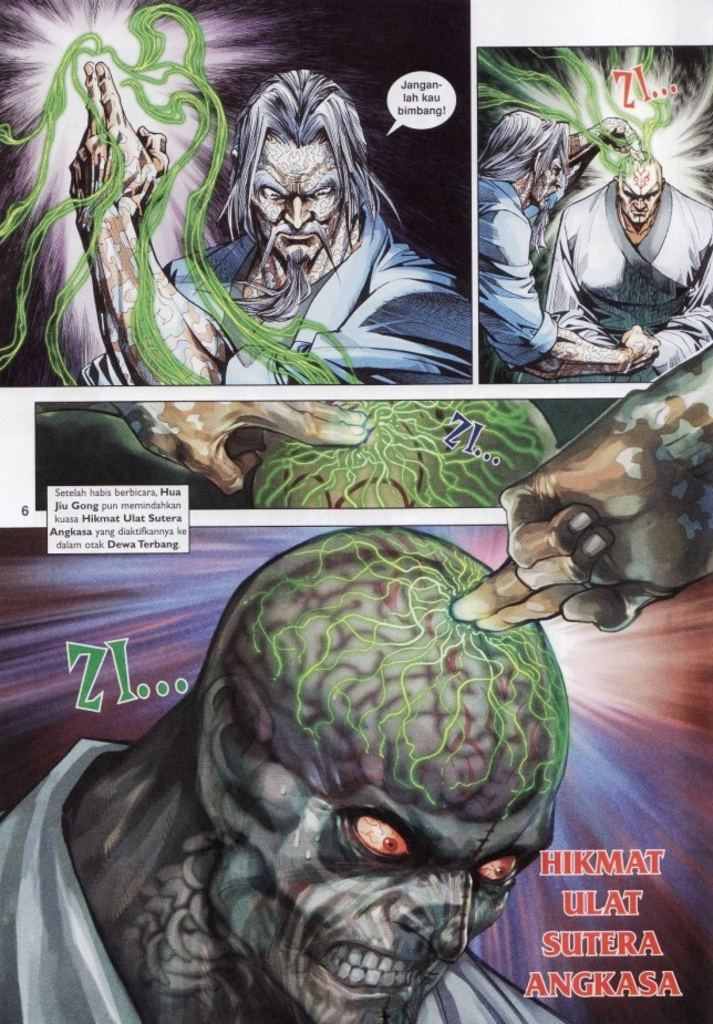 Jangan-
lah kau
bimbang!
ZI...
ZI...
Setelah habis berbicara, Hua
Jiu Gong pun memindahkan
kuasa Hikmat Ulat Sutera
Angkasa yang diaktifkannya ke
dalam otak Dewa Terbang.
6
ZI...
HIKMAT
ULAT
SUTERA
ANGKASA